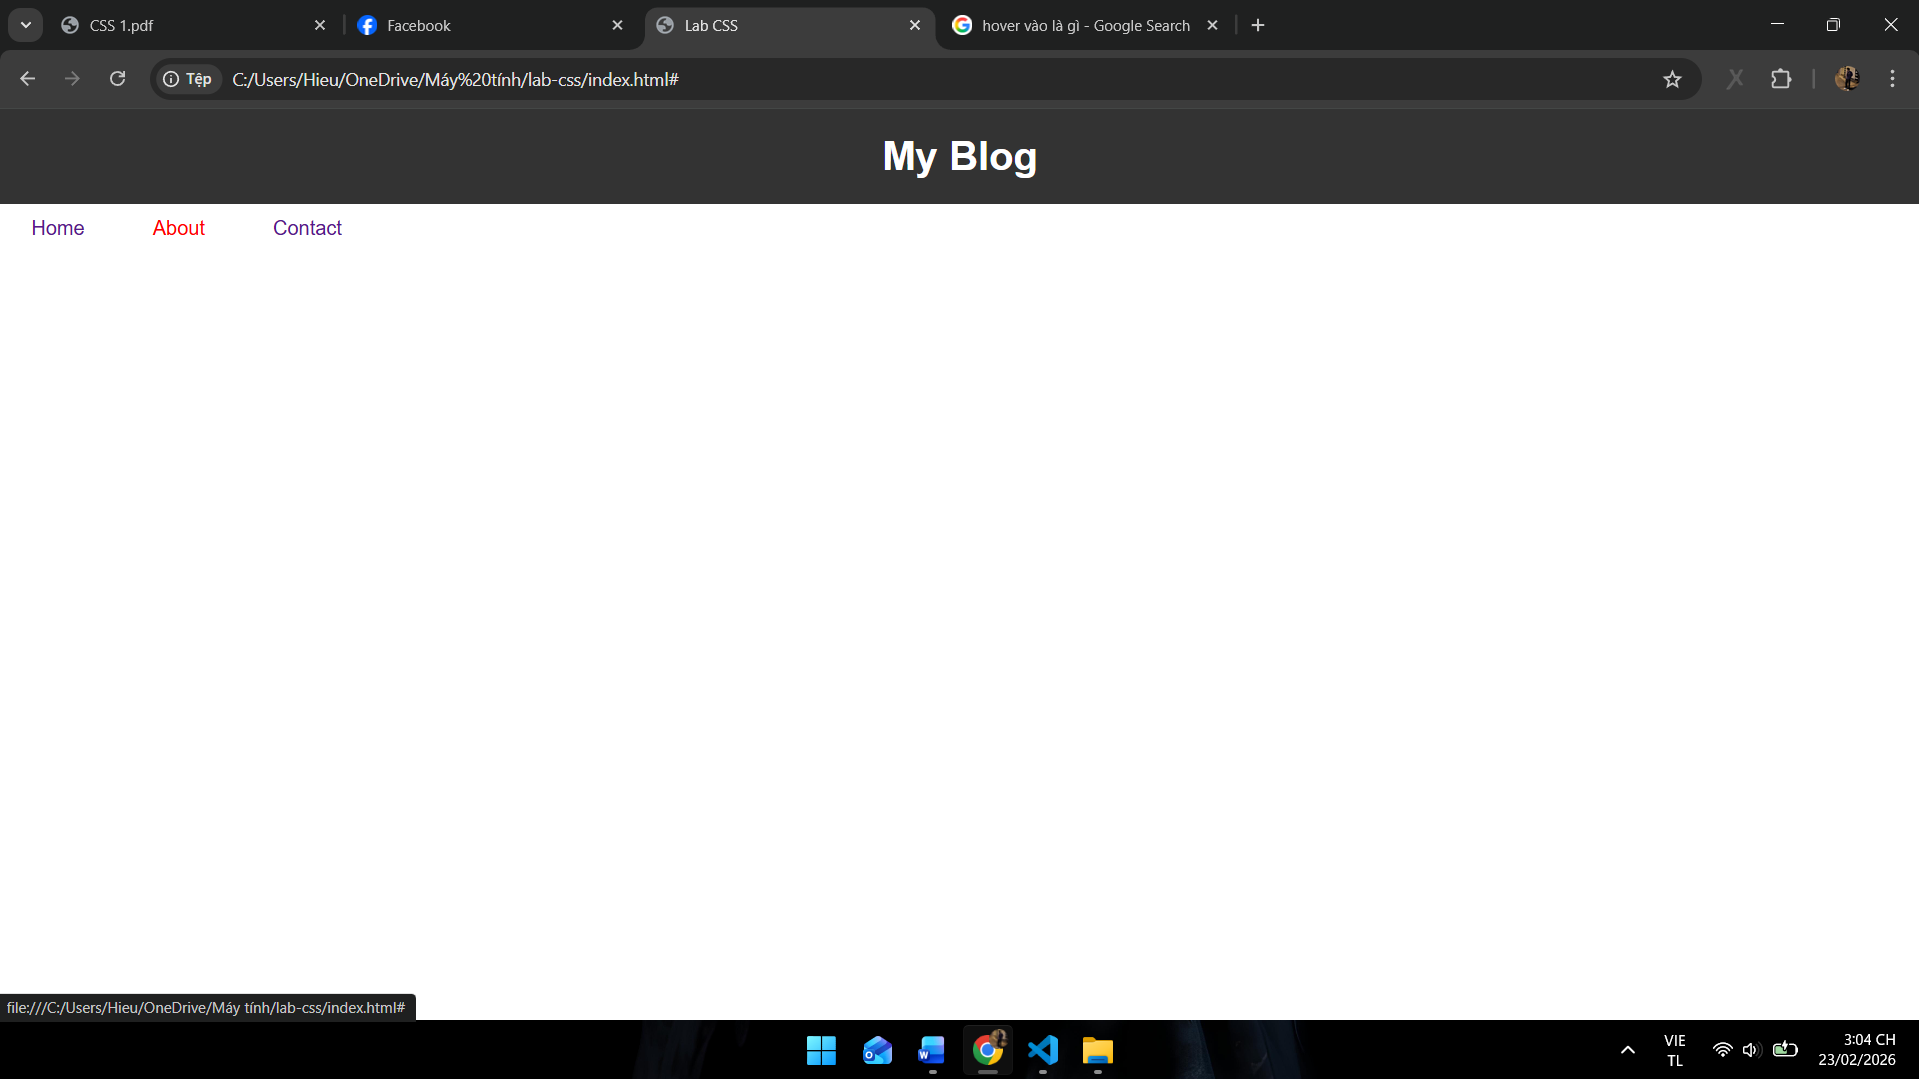 CSS 1.pdf
Facebook
Lab CSS
hover vào là gì - Google Search
Tệp
C:/Users/Hieu/OneDrive/Máy%20tính/lab-css/index.html#
My Blog
Home About Contact
file:///C:/Users/Hieu/OneDrive/Máy tính/lab-css/index.html#
VIE
TL
3:04 CH
23/02/2026